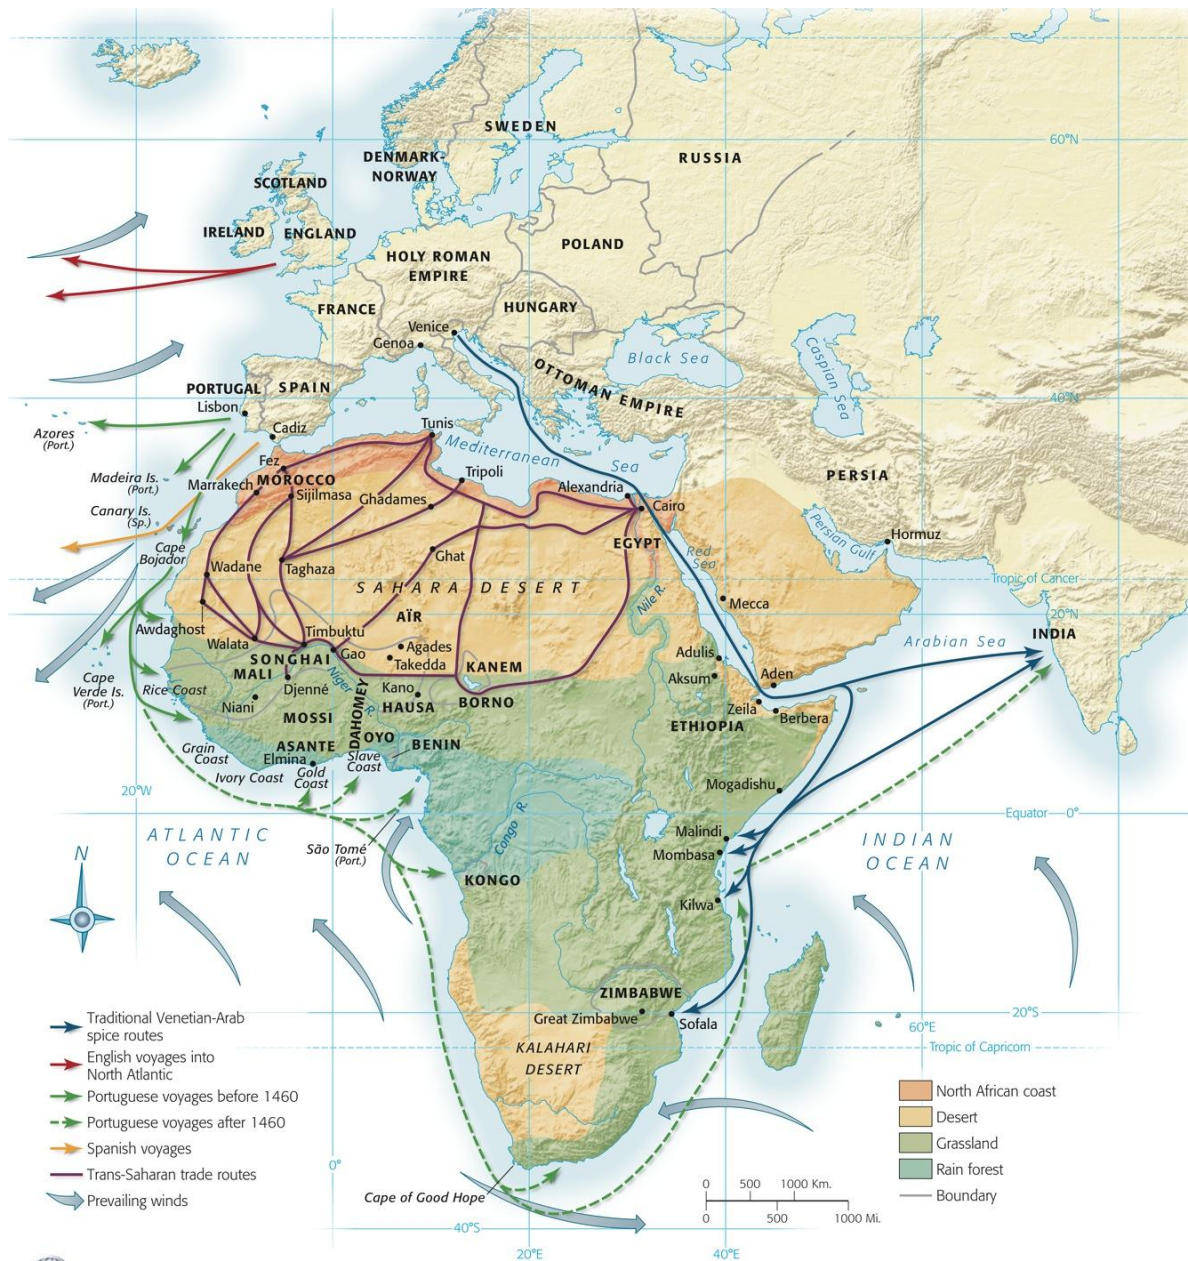 60°N
SWEDEN
RUSSIA
DENMARK-
NORWAY
SCOTLAND
IRELAND
ENGLAND
POLAND
HOLY ROMAN
EMPIRE
HUNGARY
FRANCE
Venice
Genoa
Black Sea
Caspian Sea
OTTOMAN EMPIRE
PORTUGAL
SPAIN
Lisbon
40°N
Azores
(Port.)
Cadiz
Tunis
Mediterranean
Sea
Fez
Tripoli
PERSIA
Madeira Is.
(Port.)
Marrakech
MOROCCO
Sijilmasa
Ghadames
Alexandria
Cairo
Canary Is.
(Sp.)
Persian Gulf
Hormuz
Cape
Bojador
EGYPT
Ghat
Red
Sea
Wadane
Taghaza
Tropic of Cancer
SAHARA DESERT
Nile R.
Mecca
20°N
AÏR
Awdaghost
Walata
Timbuktu
Gao
Agades
Takedda
INDIA
Arabian Sea
SONGHAI
MALI
KANEM
Adulis
Aksum
Aden
Cape
Verde Is.
(Port.)
Rice Coast
Djenné
Niger R.
Kano
HAUSA
BORNO
Zeila
Berbera
Niani
MOSSI
DAHOMEY
ETHIOPIA
OYO
BENIN
ASANTE
Grain
Coast
Elmina
Slave
Coast
Ivory Coast
Gold
Coast
Mogadishu
20°W
Equator
0°
ATLANTIC
OCEAN
Congo R.
Malindi
Mombasa
INDIAN
OCEAN
São Tomé
(Port.)
N
KONGO
Kilwa
ZIMBABWE
Great Zimbabwe
Sofala
20°S
60°E
KALAHARI
DESERT
Tropic of Capricorn
Traditional Venetian-Arab
spice routes
English voyages into
North Atlantic
Portuguese voyages before 1460
Portuguese voyages after 1460
Spanish voyages
Trans-Saharan trade routes
Prevailing winds
North African coast
Desert
Grassland
Rain forest
Boundary
0°
Cape of Good Hope
0 500 1000 Km.
0 500 1000 Mi.
40°S
20°E
40°E